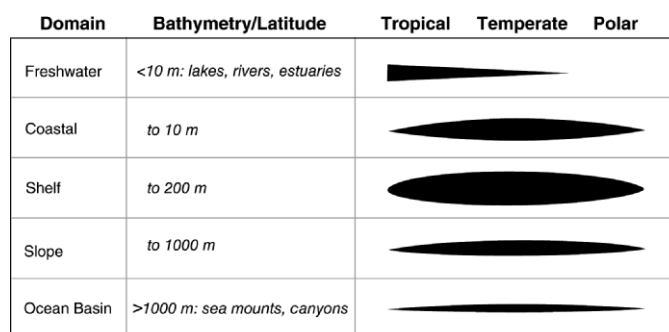 Domain Bathymetry/Latitude Tropical Temperate Polar
Freshwater <10 m: lakes, rivers, estuaries
Coastal to 10 m
Shelf to 200 m
Slope to 1000 m
Ocean Basin >1000 m: sea mounts, canyons